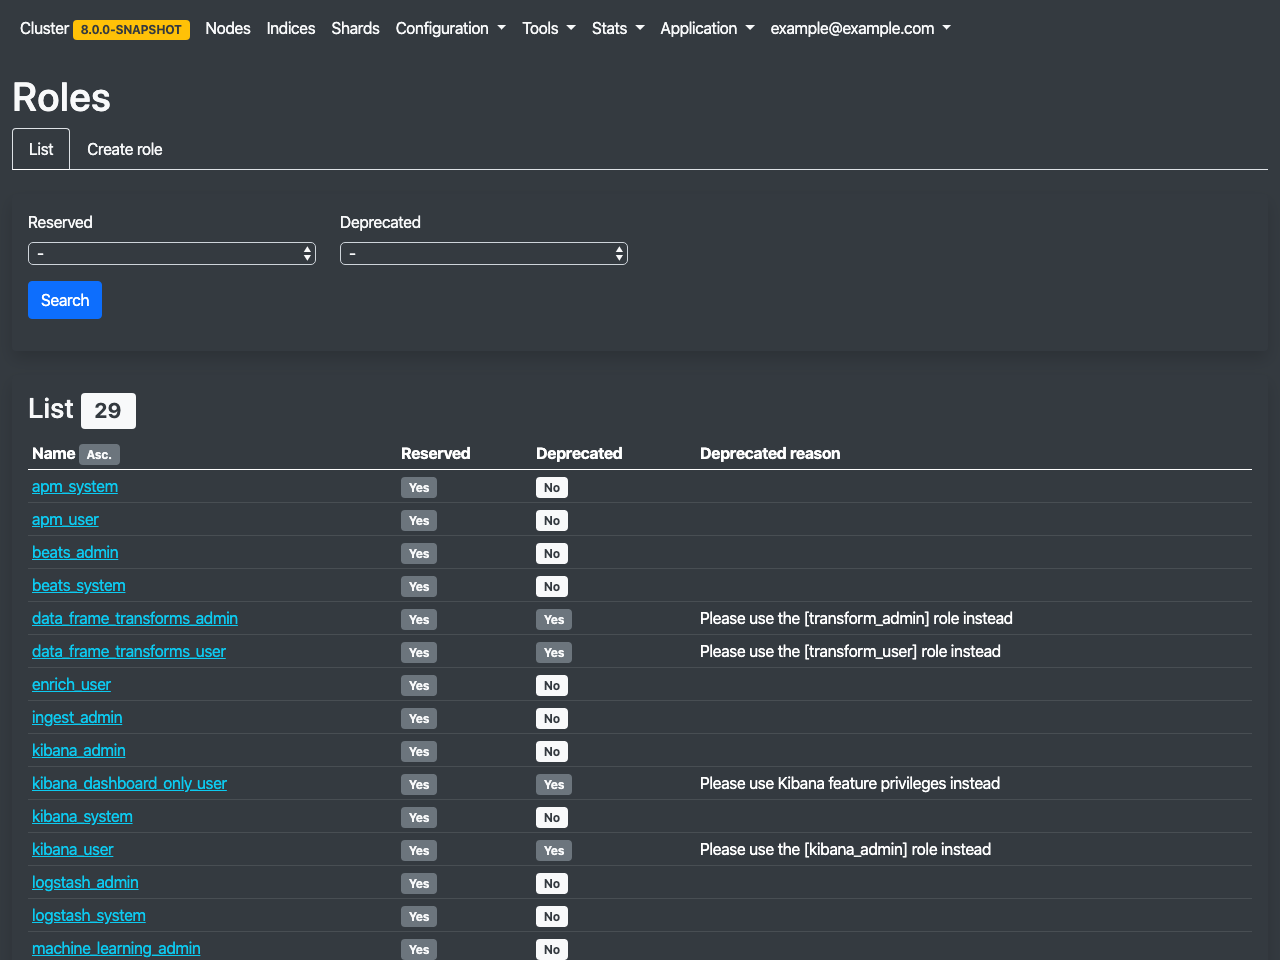 Cluster 8.0.0-SNAPSHOT Nodes Indices Shards Configuration Tools Stats Application example@example.com
Roles
List Create role
Reserved Deprecated
- -
Search
List 29
Name Asc. Reserved Deprecated Deprecated reason
apm_system Yes No
apm_user Yes No
beats_admin Yes No
beats_system Yes No
data_frame_transforms_admin Yes Yes Please use the [transform_admin] role instead
data_frame_transforms_user Yes Yes Please use the [transform_user] role instead
enrich_user Yes No
ingest_admin Yes No
kibana_admin Yes No
kibana_dashboard_only_user Yes Yes Please use Kibana feature privileges instead
kibana_system Yes No
kibana_user Yes Yes Please use the [kibana_admin] role instead
logstash_admin Yes No
logstash_system Yes No
machine_learning_admin Yes No